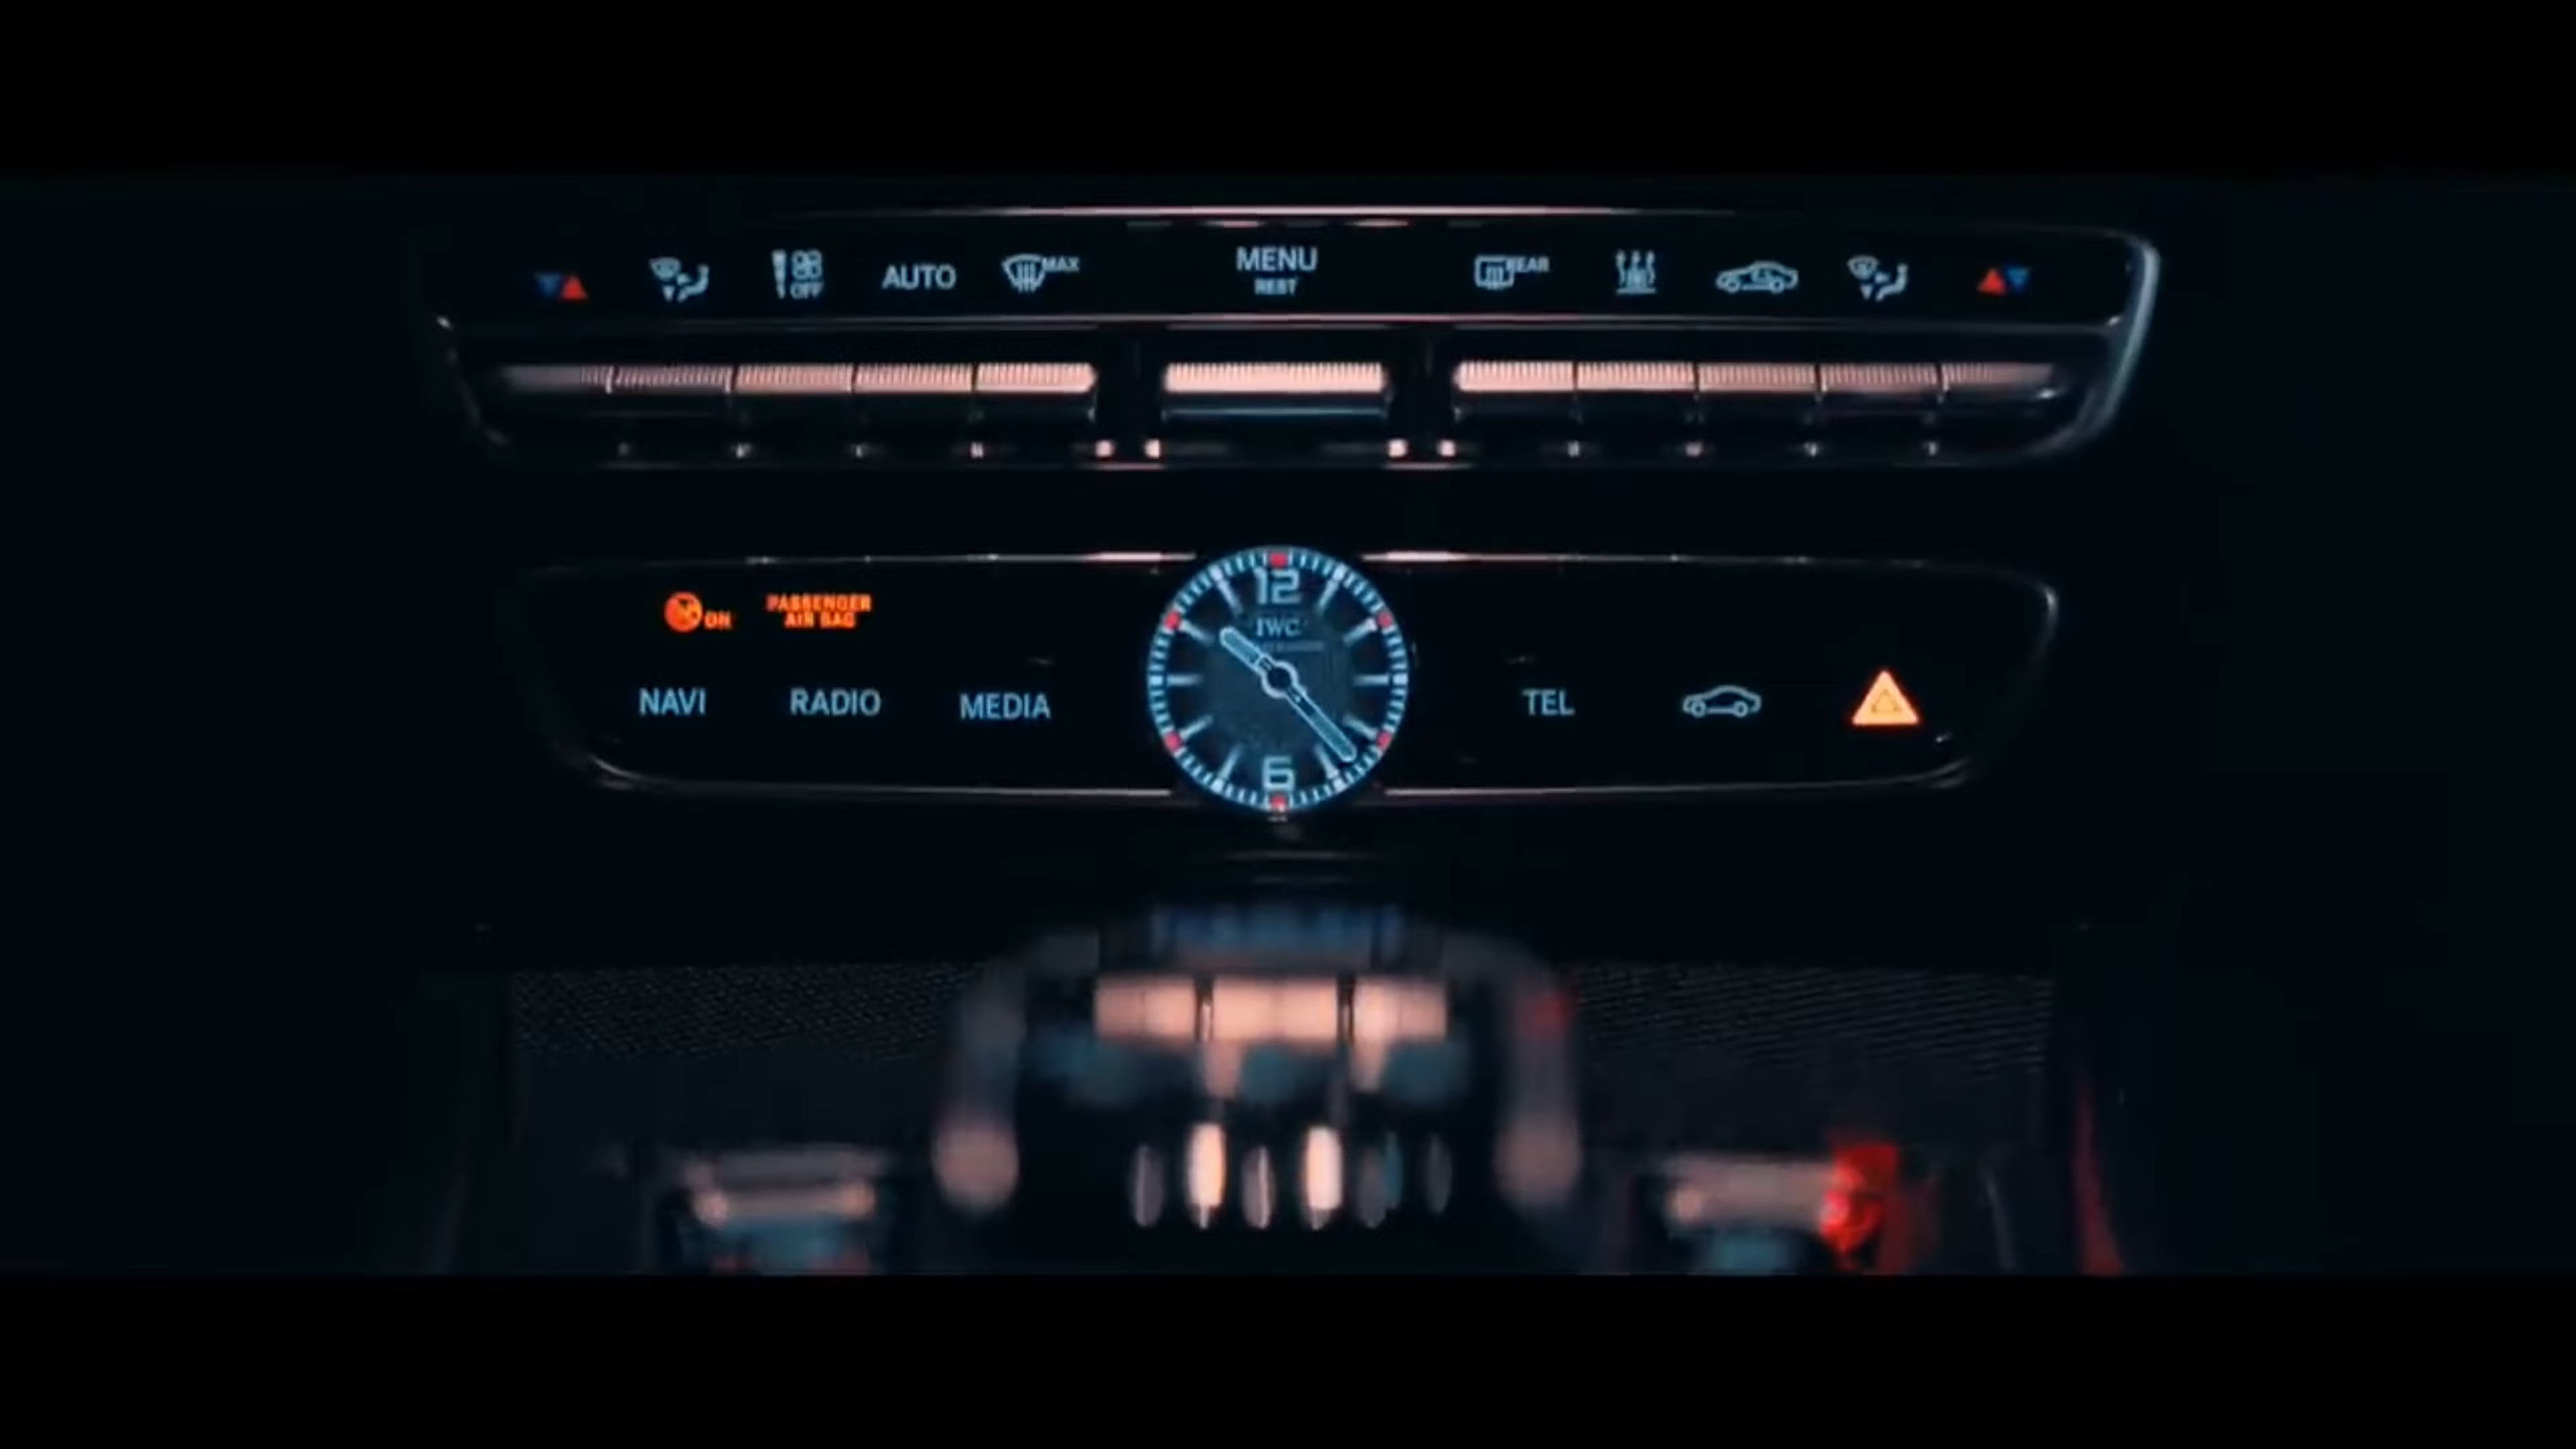 OFF
AUTO
MAX
MENU
REST
REAR
ON
PASSENGER
AIR BAG
12
IWC
6
NAVI
RADIO
MEDIA
TEL